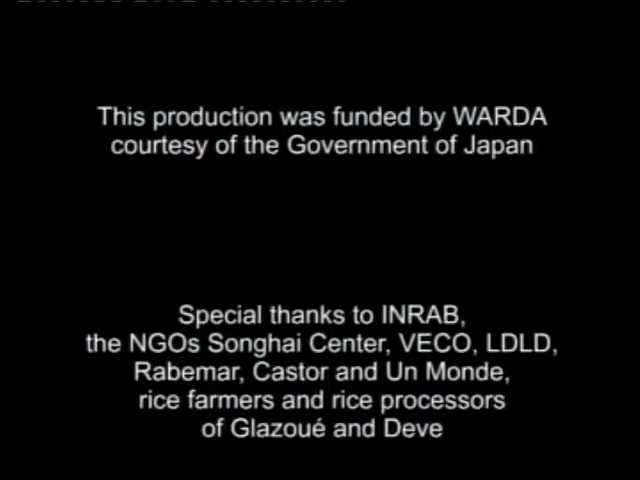 This production was funded by WARDA
courtesy of the Government of Japan
Special thanks to INRAB,
the NGOs Songhai Center, VECO, LDLD,
Rabemar, Castor and Un Monde,
rice farmers and rice processors
of Glazoué and Deve